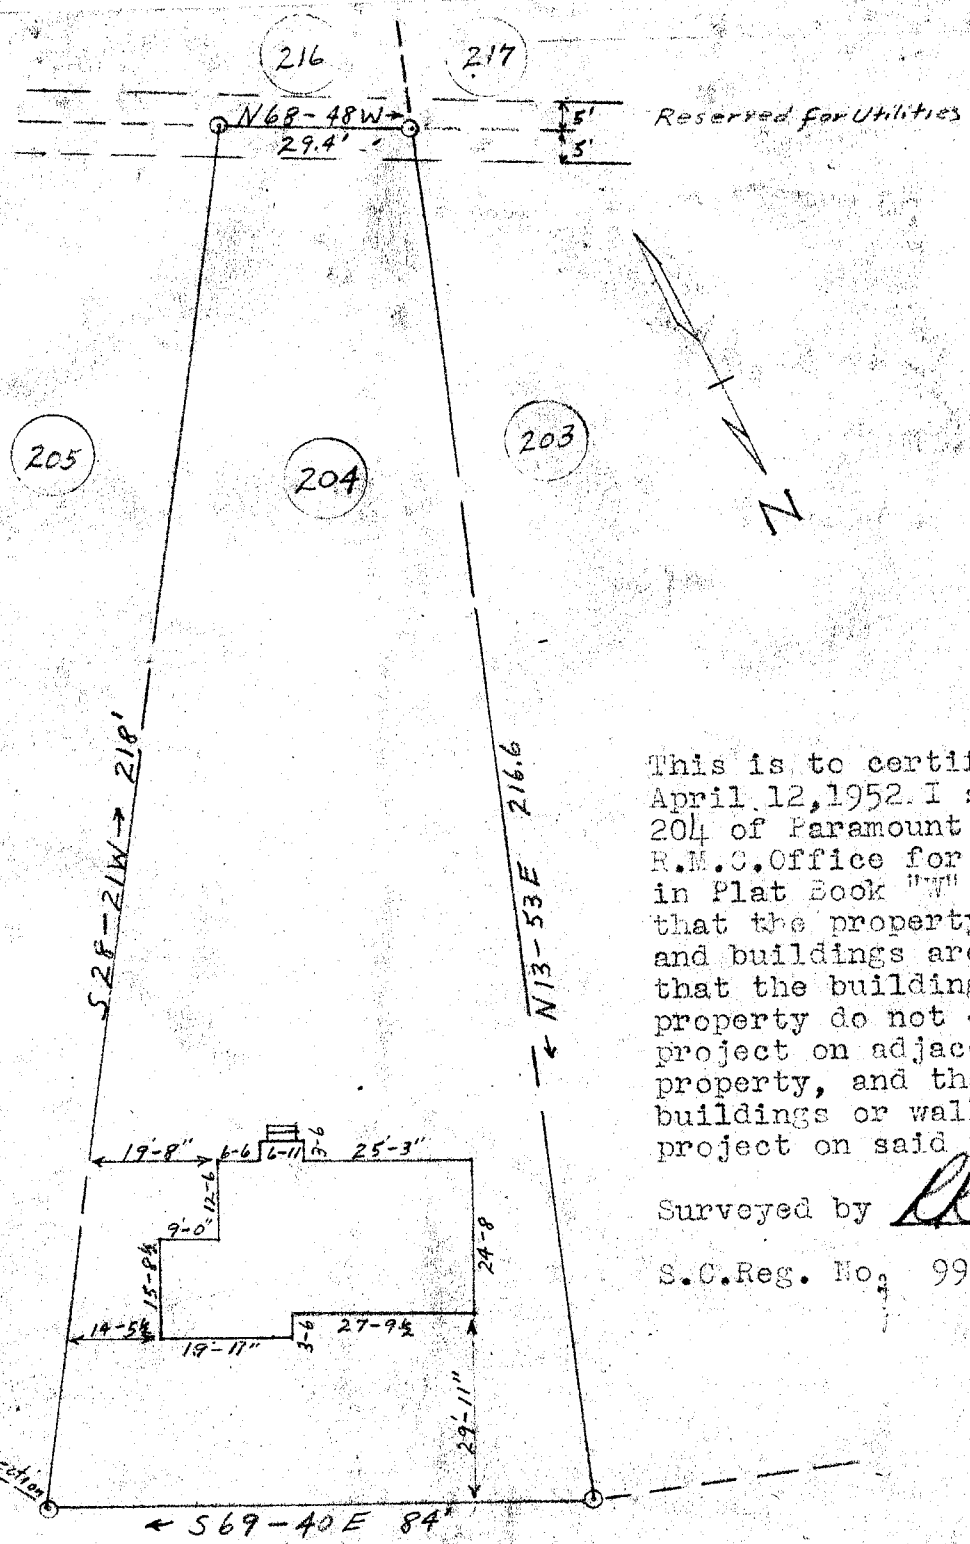 216
217
N68-48W→
29.4'
5'
5'
Reserved for Utilities
205
204
203
N
S28-21W→ 218'
←N13-53E 216.6
This is to certif
April 12,1952 I s
204 of Paramount
R.M.C.Office for
in Plat Book "W"
that the property
and buildings are
that the building
property do not
project on adjac
property, and th
buildings or wall
project on said
19'-8"
6-6
6-11
3-6
25'-3"
12-6
9'-0"
15-8½
24-8
14-5½
19'-11"
3-6
27-9½
29'-11"
Surveyed by
S.C.Reg. No. 99
ection
← S69-40E 84'